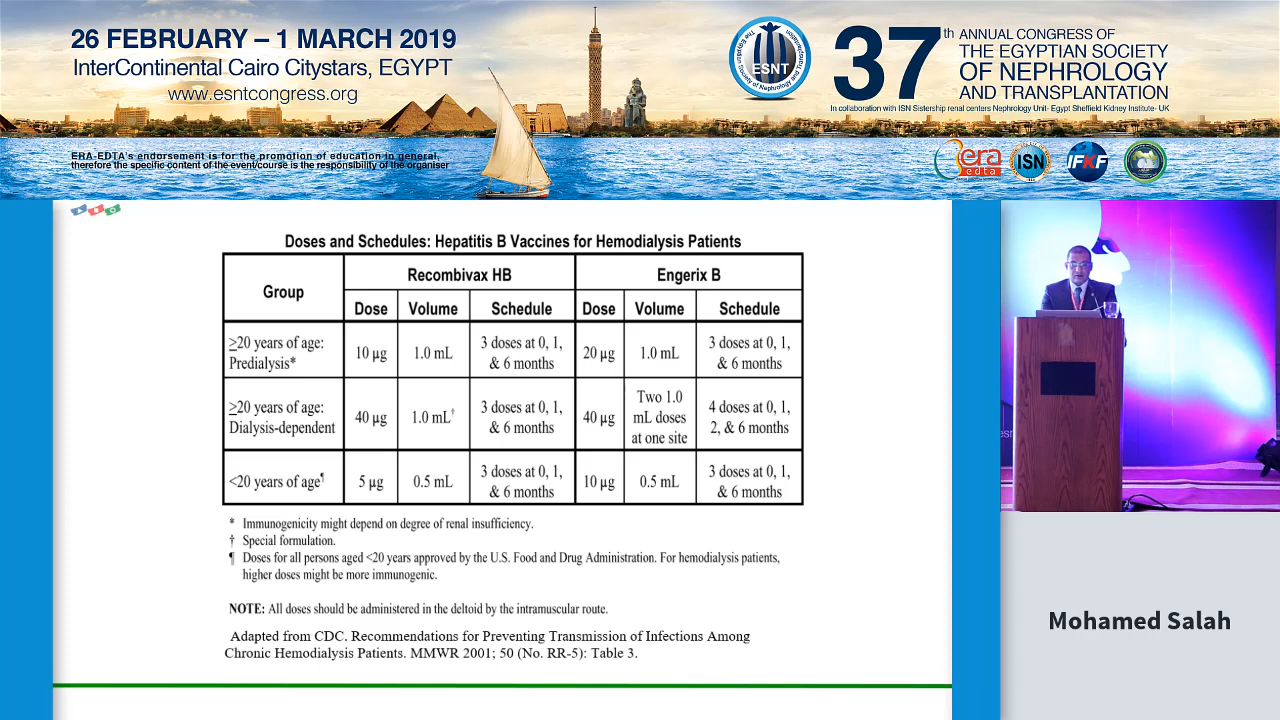 26 FEBRUARY – 1 MARCH 2019
InterContinental Cairo Citystars, EGYPT
www.esntcongress.org
ERA-EDTA's endorsement is for the promotion of education in general,
therefore the specific content of the event/course is the responsibility of the organiser
The Egyptian Society of Nephrology and Transplantation
ESNT
37th ANNUAL CONGRESS OF
THE EGYPTIAN SOCIETY
OF NEPHROLOGY
AND TRANSPLANTATION
In collaboration with ISN Sistership renal centers Nephrology Unit- Egypt Sheffield Kidney Institute- UK
era
edta
ISN
IFKF
Doses and Schedules: Hepatitis B Vaccines for Hemodialysis Patients
Group Recombivax HB Engerix B
Dose Volume Schedule Dose Volume Schedule
≥20 years of age: Predialysis* 10 µg 1.0 mL 3 doses at 0, 1, & 6 months 20 µg 1.0 mL 3 doses at 0, 1, & 6 months
≥20 years of age: Dialysis-dependent 40 µg 1.0 mL† 3 doses at 0, 1, & 6 months 40 µg Two 1.0 mL doses at one site 4 doses at 0, 1, 2, & 6 months
<20 years of age¶ 5 µg 0.5 mL 3 doses at 0, 1, & 6 months 10 µg 0.5 mL 3 doses at 0, 1, & 6 months
* Immunogenicity might depend on degree of renal insufficiency.
† Special formulation.
¶ Doses for all persons aged <20 years approved by the U.S. Food and Drug Administration. For hemodialysis patients,
higher doses might be more immunogenic.
NOTE: All doses should be administered in the deltoid by the intramuscular route.
Adapted from CDC. Recommendations for Preventing Transmission of Infections Among
Chronic Hemodialysis Patients. MMWR 2001; 50 (No. RR-5): Table 3.
Mohamed Salah